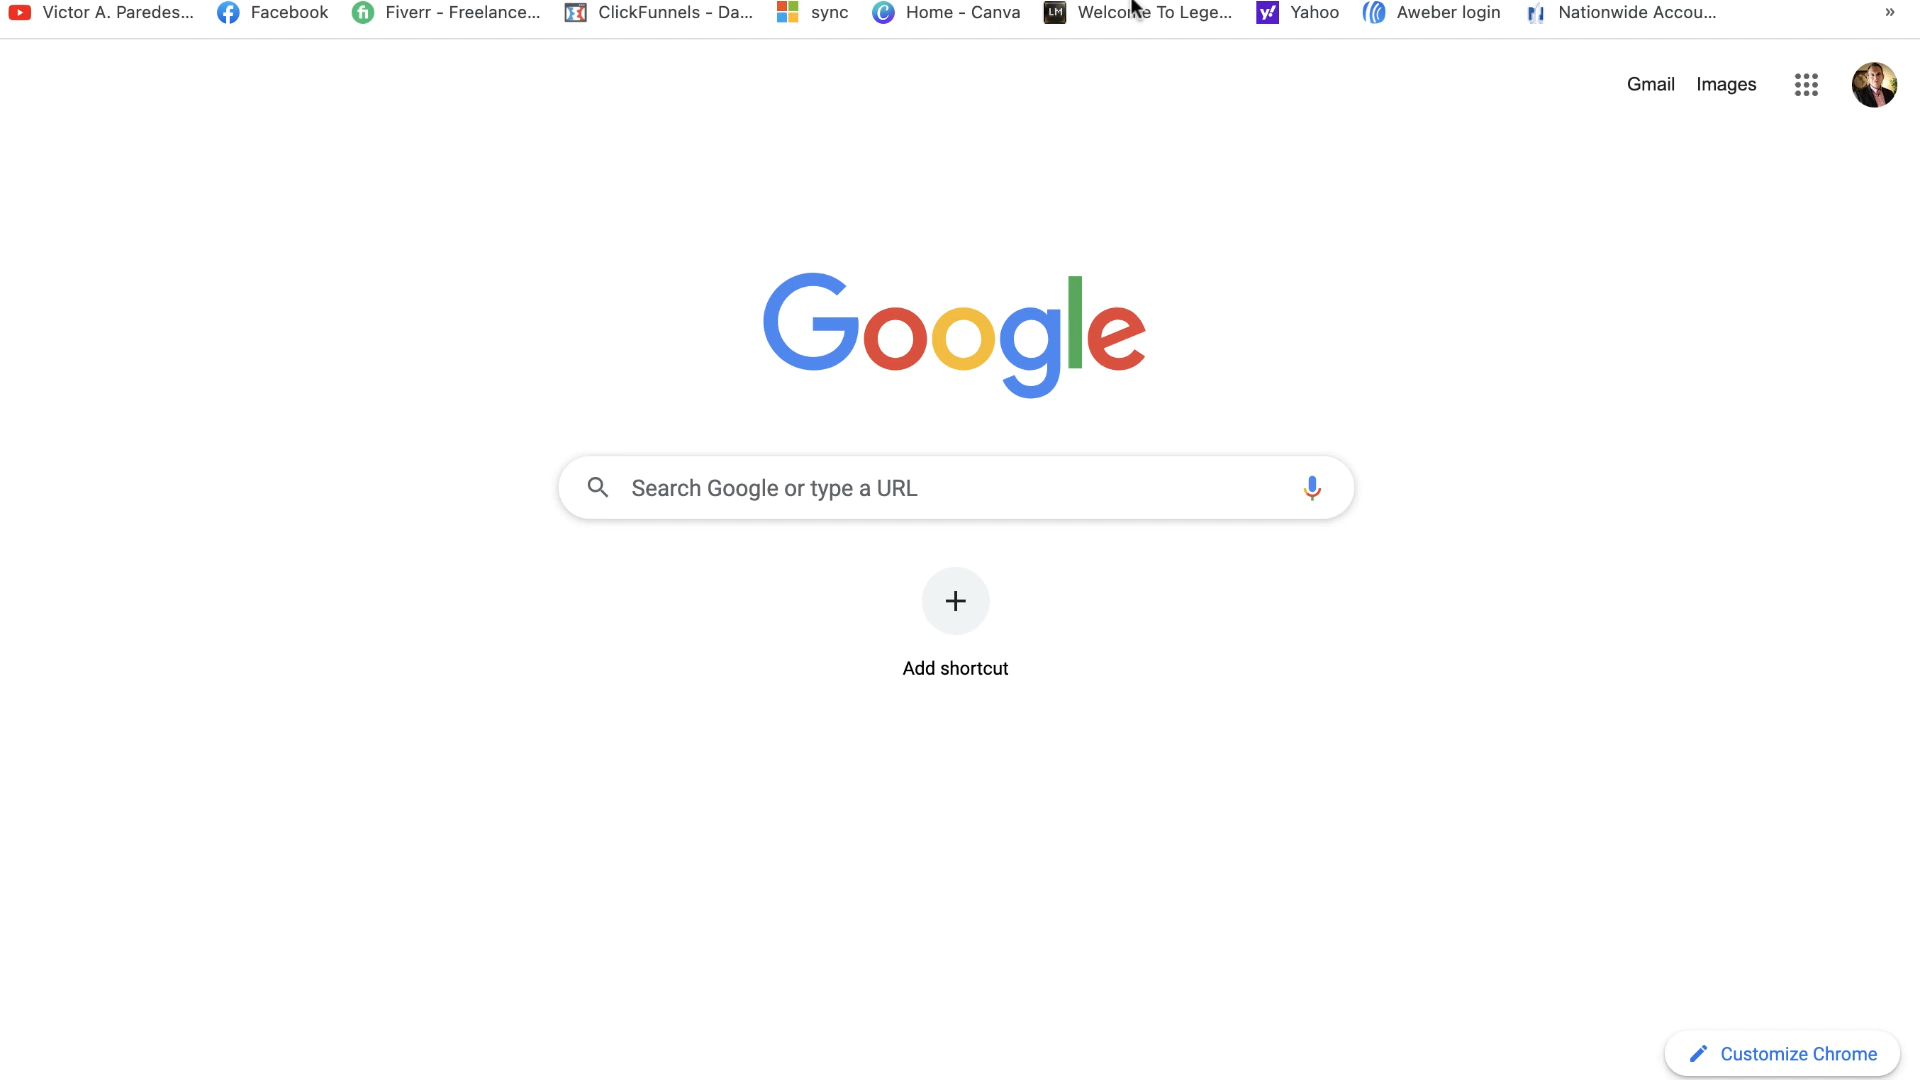 Victor A. Paredes... Facebook Fiverr - Freelance... ClickFunnels - Da... sync Home - Canva LM Welcome To Lege... Yahoo Aweber login Nationwide Accou... »
Gmail Images
Google
Search Google or type a URL
Add shortcut
Customize Chrome